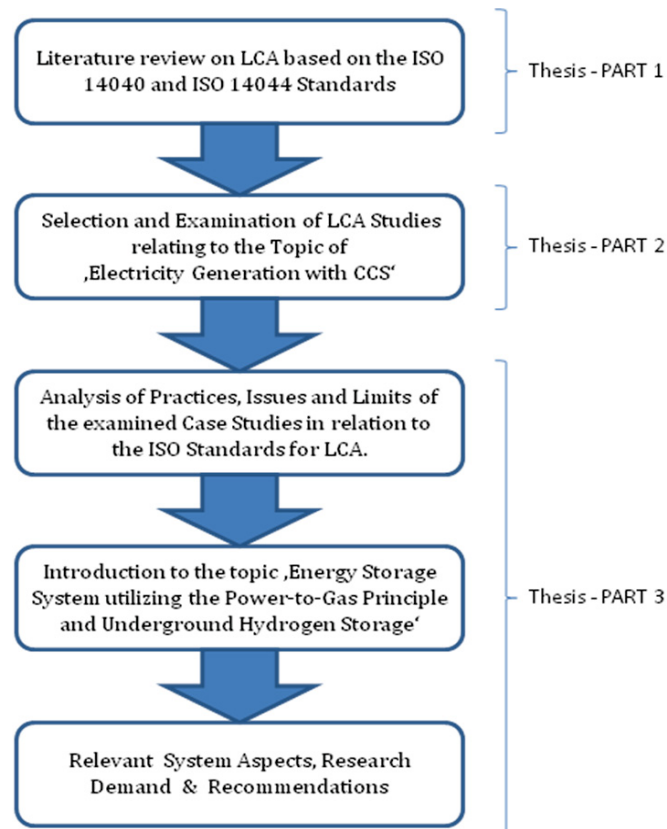 Literature review on LCA based on the ISO
14040 and ISO 14044 Standards
Thesis - PART 1
Selection and Examination of LCA Studies
relating to the Topic of
‚Electricity Generation with CCS‘
Thesis - PART 2
Analysis of Practices, Issues and Limits of
the examined Case Studies in relation to
the ISO Standards for LCA.
Introduction to the topic ‚Energy Storage
System utilizing the Power-to-Gas Principle
and Underground Hydrogen Storage‘
Thesis - PART 3
Relevant System Aspects, Research
Demand & Recommendations